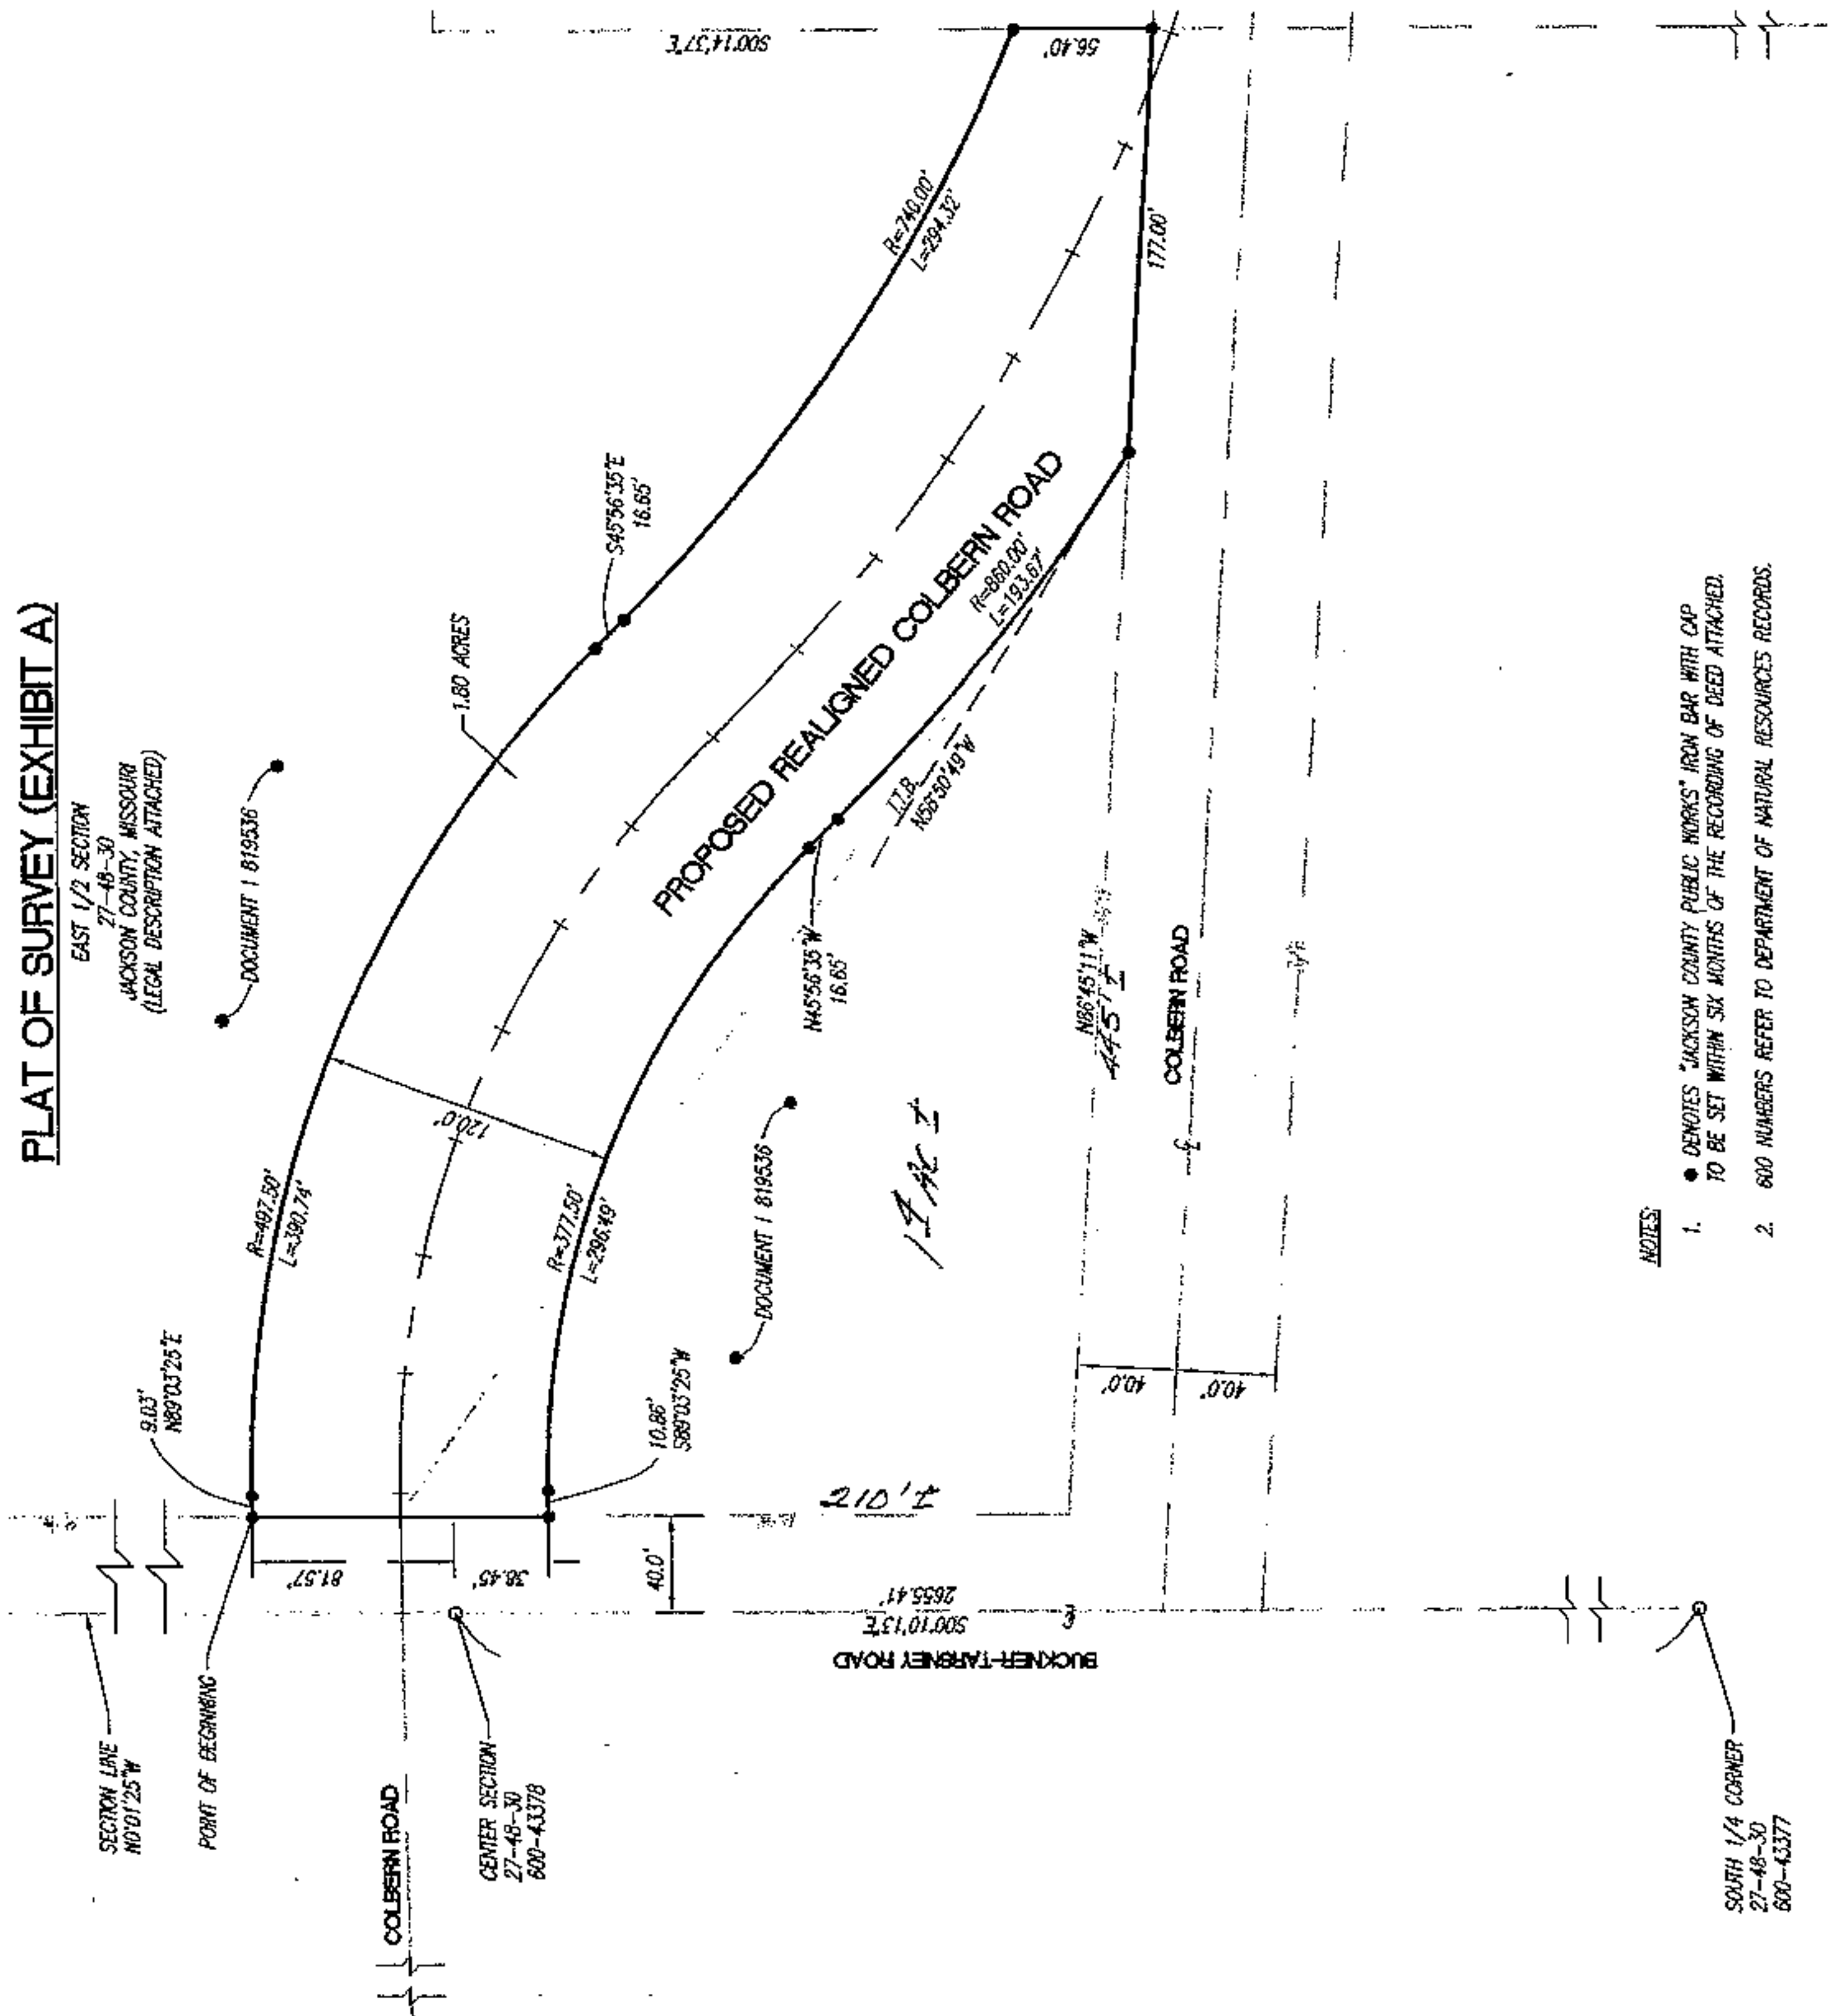 PLAT OF SURVEY (EXHIBIT A)
EAST 1/2 SECTION
27-48-30
JACKSON COUNTY, MISSOURI
(LEGAL DESCRIPTION ATTACHED)
SECTION LINE
N0°01'25"W
POINT OF BEGINNING
9.03'
N89°03'25"E
R=497.50'
L=390.74'
DOCUMENT I 819536
1.80 ACRES
S45°56'35"E
16.65'
R=740.00'
L=294.32'
S00°14'37"E
56.40'
177.00'
COLBERN ROAD
81.57'
38.45'
120.0'
PROPOSED REALIGNED COLBERN ROAD
R=860.00'
L=193.67'
I.T.B.
N58°50'49"W
N45°56'35"W
16.65'
R=377.50'
L=296.49'
10.86'
S89°03'25"W
DOCUMENT I 819536
CENTER SECTION
27-48-30
600-43378
40.0'
S00°10'13"E
2655.41'
BUCKNER-TARSNEY ROAD
210'±
N86°45'11"W
445'±
40.0'
40.0'
COLBERN ROAD
SOUTH 1/4 CORNER
27-48-30
600-43377
NOTES:
1. ● DENOTES "JACKSON COUNTY PUBLIC WORKS" IRON BAR WITH CAP
TO BE SET WITHIN SIX MONTHS OF THE RECORDING OF DEED ATTACHED.
2. 600 NUMBERS REFER TO DEPARTMENT OF NATURAL RESOURCES RECORDS.